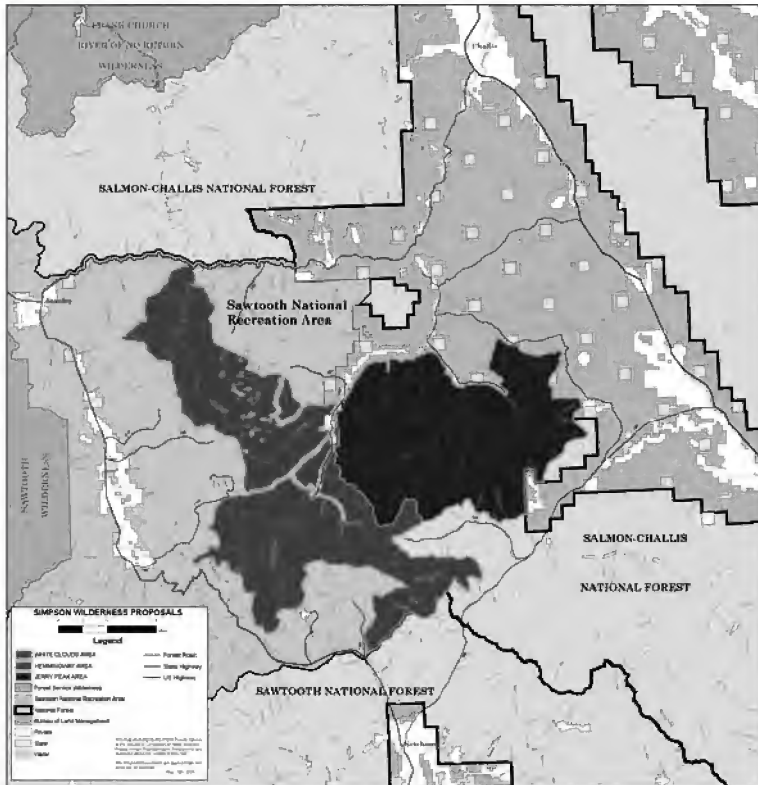 FRANK CHURCH
RIVER OF NO RETURN
WILDERNESS
Challis
SALMON-CHALLIS NATIONAL FOREST
Stanley
Sawtooth National
Recreation Area
SAWTOOTH
WILDERNESS
SALMON-CHALLIS
NATIONAL FOREST
SAWTOOTH NATIONAL FOREST
Ketchum
SIMPSON WILDERNESS PROPOSALS
Legend
WHITE CLOUDS AREA
HEMINGWAY AREA
JERRY PEAK AREA
Forest Service Wilderness
Sawtooth National Recreation Area
National Forest
Bureau of Land Management
Private
State
Water
Forest Road
State Highway
US Highway